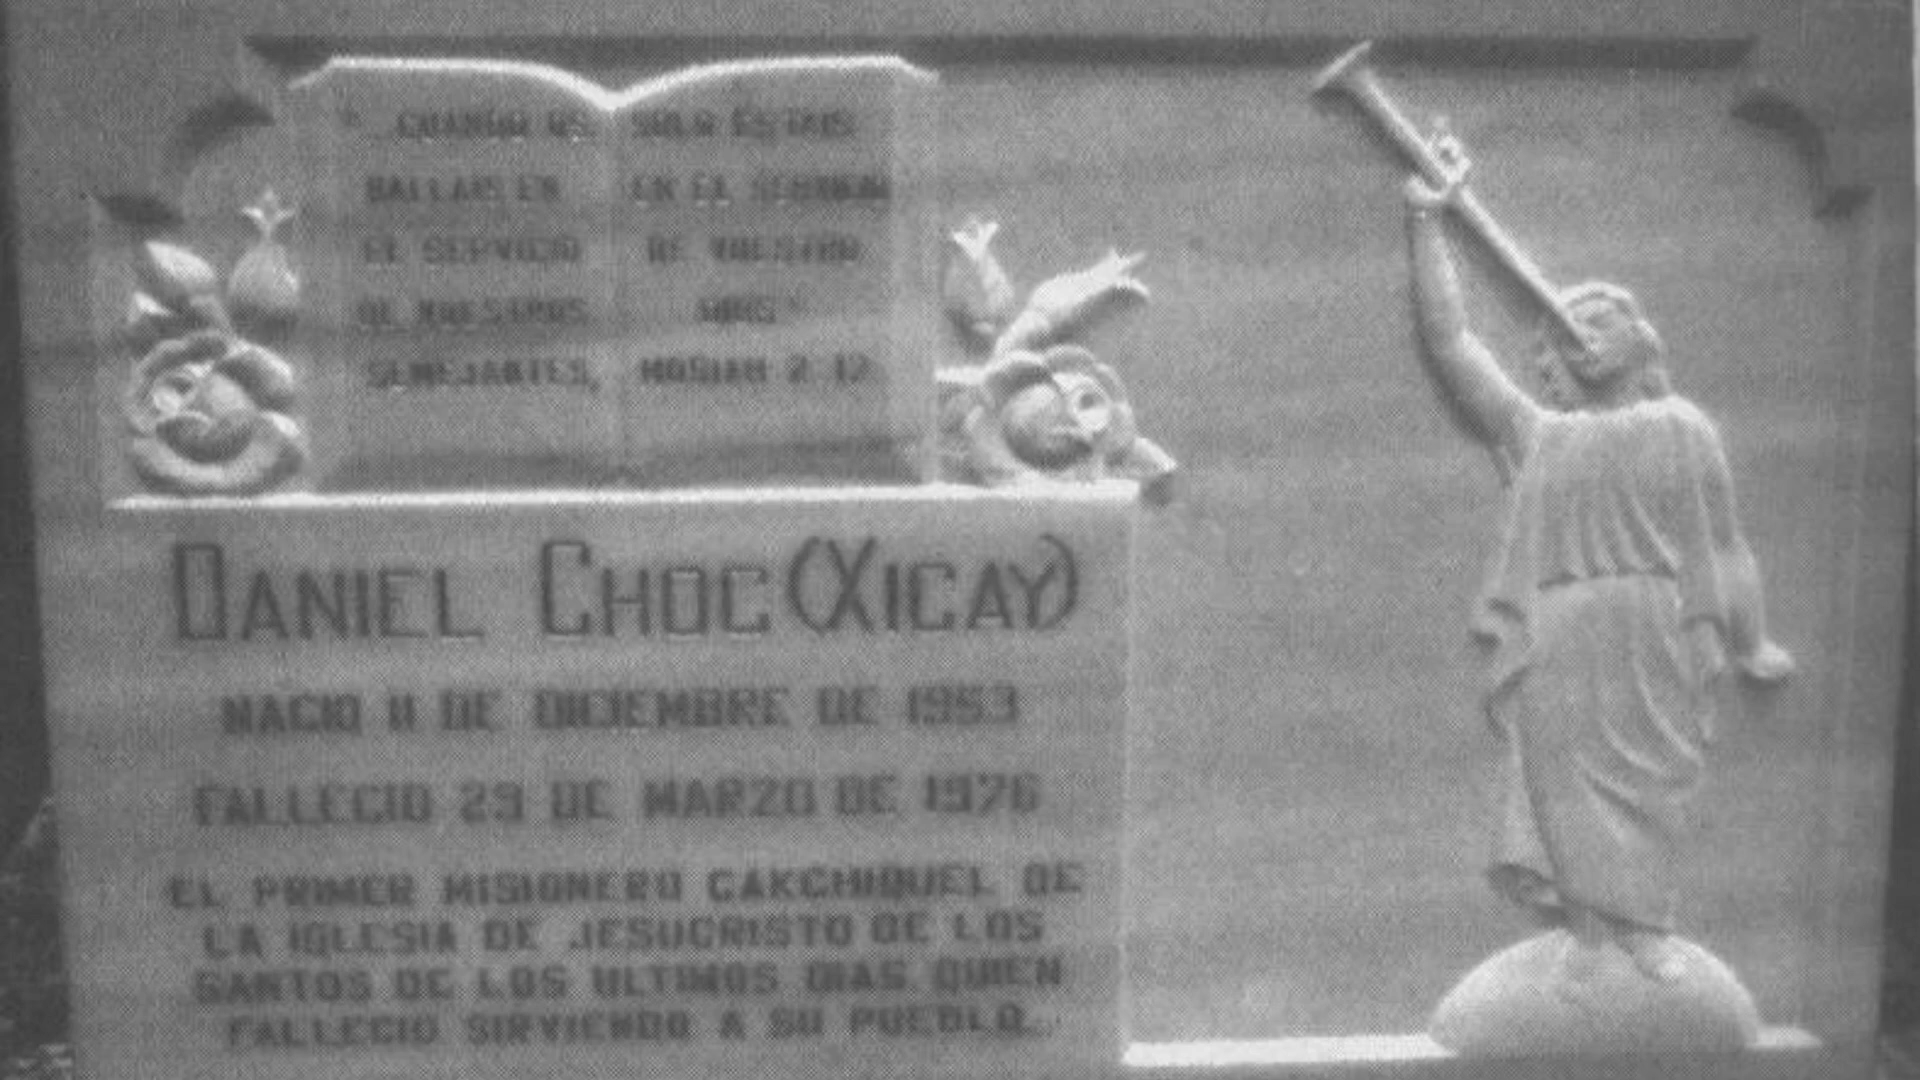 "...CUANDO OS
HALLAIS EN
EL SERVICIO
DE VUESTROS
SEMEJANTES,
SOLO ESTAIS
EN EL SERVICIO
DE VUESTRO
DIOS"
MOSIAH 2:17
DANIEL CHOC (XICAY)
NACIO 11 DE DICIEMBRE DE 1953
FALLECIO 29 DE MARZO DE 1976
EL PRIMER MISIONERO CAKCHIQUEL DE
LA IGLESIA DE JESUCRISTO DE LOS
SANTOS DE LOS ULTIMOS DIAS QUIEN
FALLECIO SIRVIENDO A SU PUEBLO.